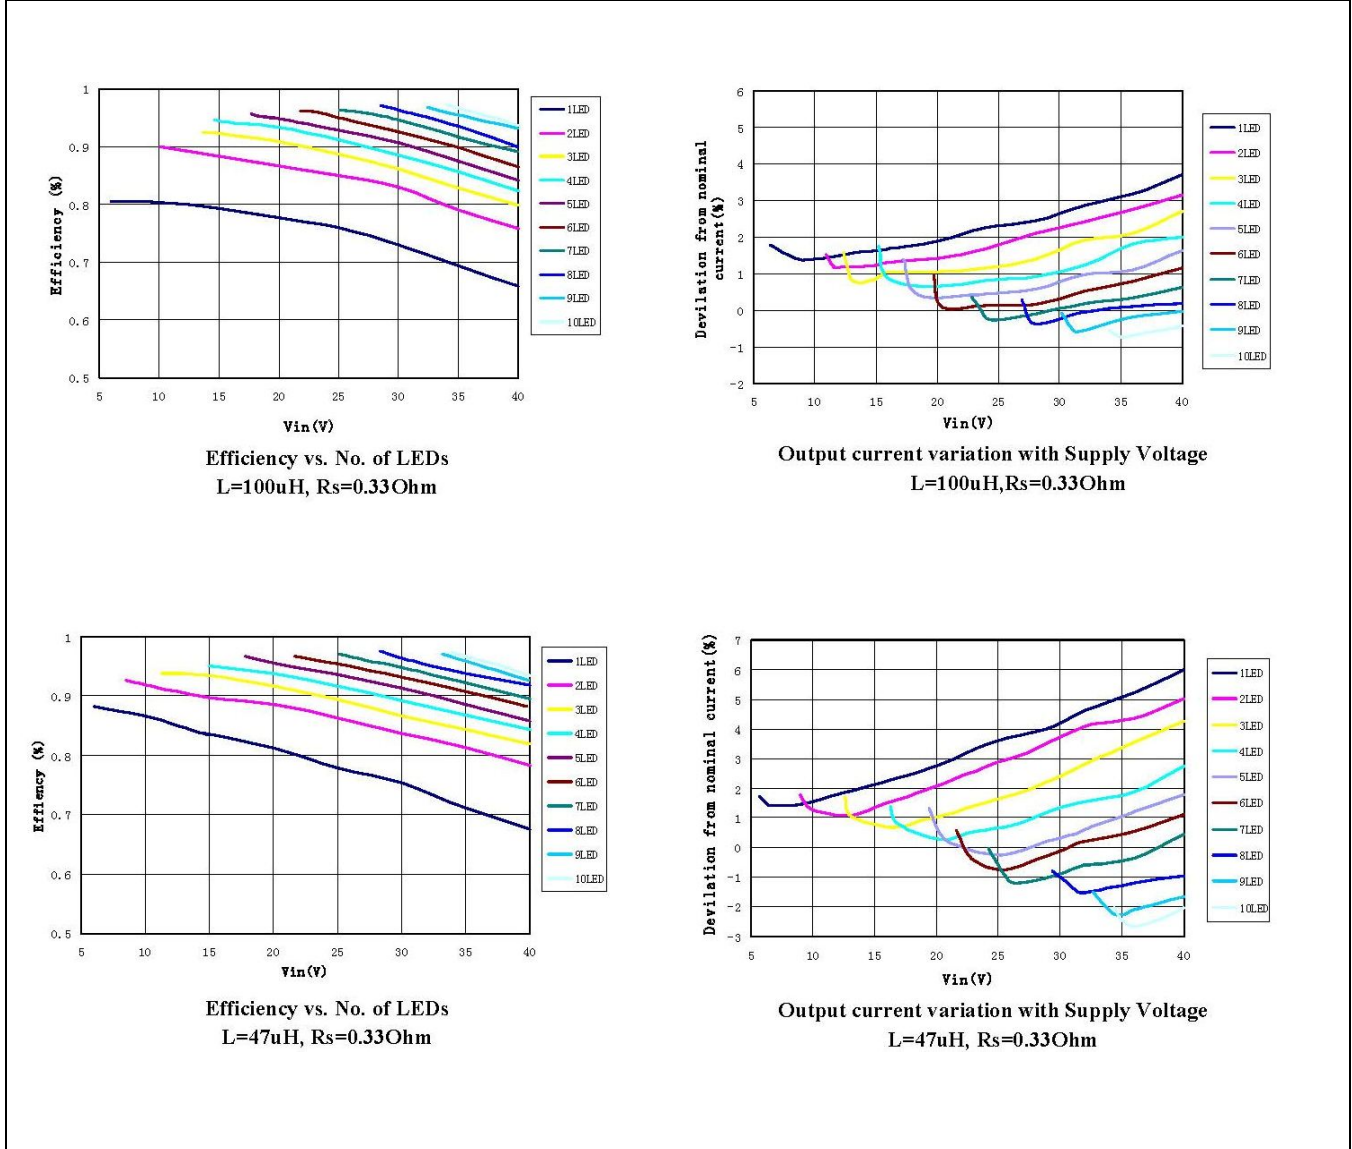 1
0.9
0.8
0.7
0.6
0.5
Efficiency (%)
5 10 15 20 25 30 35 40
Vin(V)
1LED
2LED
3LED
4LED
5LED
6LED
7LED
8LED
9LED
10LED
Efficiency vs. No. of LEDs
L=100uH, Rs=0.33Ohm
6
5
4
3
2
1
0
-1
-2
Devilation from nominal
current(%)
5 10 15 20 25 30 35 40
Vin(V)
1LED
2LED
3LED
4LED
5LED
6LED
7LED
8LED
9LED
10LED
Output current variation with Supply Voltage
L=100uH,Rs=0.33Ohm
1
0.9
0.8
0.7
0.6
0.5
Effiency (%)
5 10 15 20 25 30 35 40
Vin(V)
1LED
2LED
3LED
4LED
5LED
6LED
7LED
8LED
9LED
10LED
Efficiency vs. No. of LEDs
L=47uH, Rs=0.33Ohm
7
6
5
4
3
2
1
0
-1
-2
-3
Devilation from nominal current(%)
5 10 15 20 25 30 35 40
Vin(V)
1LED
2LED
3LED
4LED
5LED
6LED
7LED
8LED
9LED
10LED
Output current variation with Supply Voltage
L=47uH, Rs=0.33Ohm